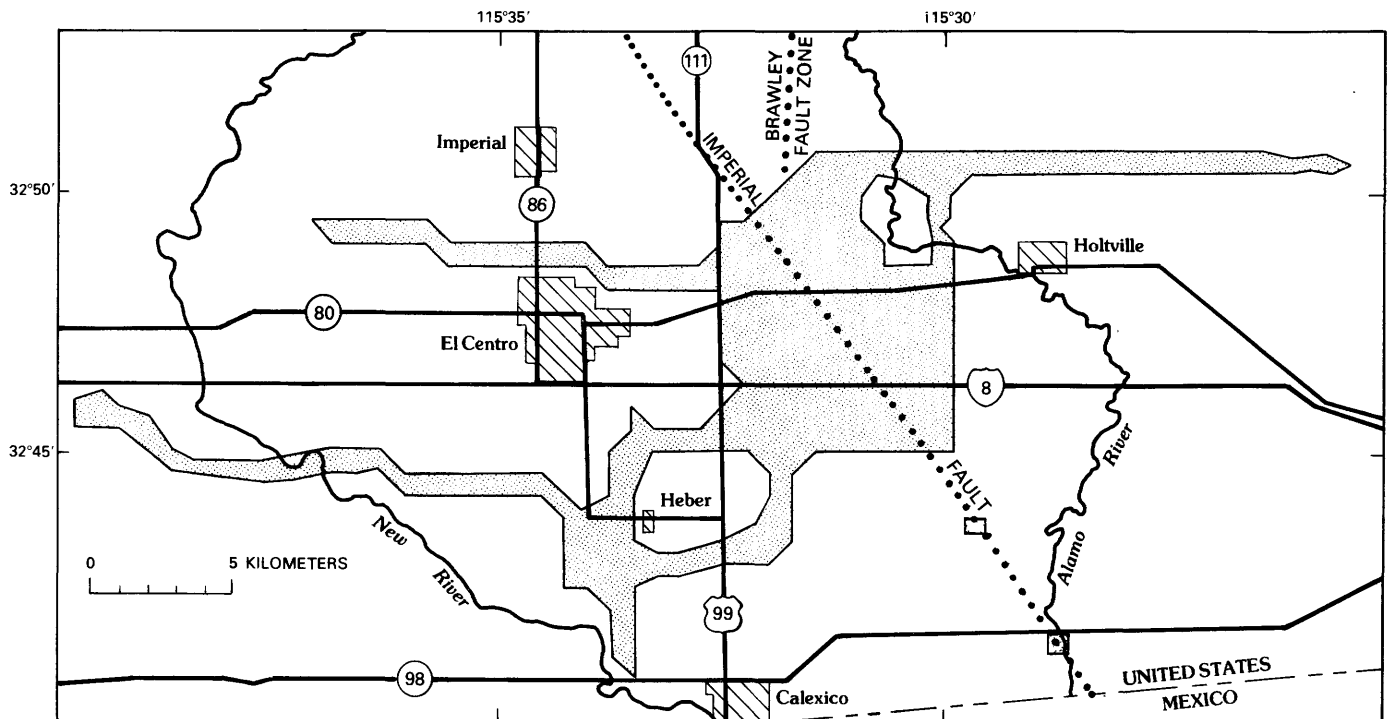 115°35′
i15°30′
111
BRAWLEY
FAULT ZONE
IMPERIAL
Imperial
32°50′
86
Holtville
80
El Centro
8
32°45′
River
FAULT
Heber
New
River
Alamo
0 5 KILOMETERS
99
98
Calexico
UNITED STATES
MEXICO